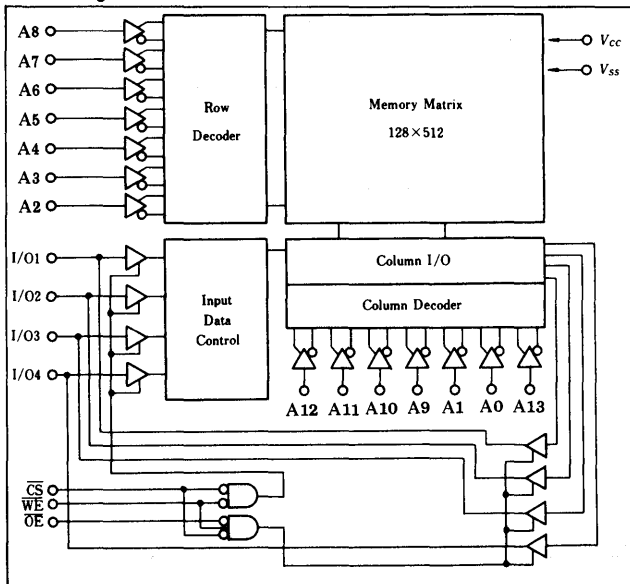 A8
A7
A6
A5
A4
A3
A2
Row
Decoder
Memory Matrix
128×512
Vcc
Vss
I/O1
I/O2
I/O3
I/O4
Input
Data
Control
Column I/O
Column Decoder
A12 A11 A10 A9 A1 A0 A13
CS
WE
OE